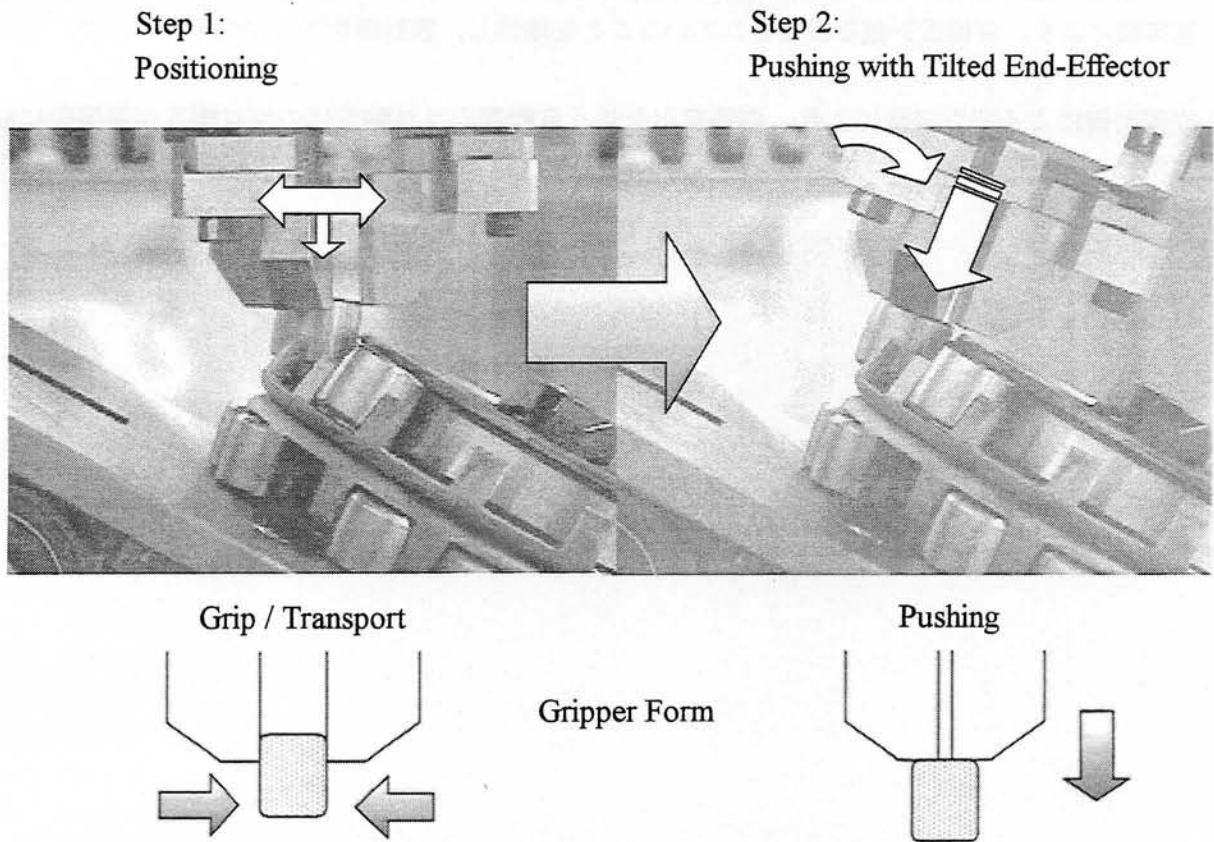 Step 1:
Positioning
Step 2:
Pushing with Tilted End-Effector
Grip / Transport
Pushing
Gripper Form